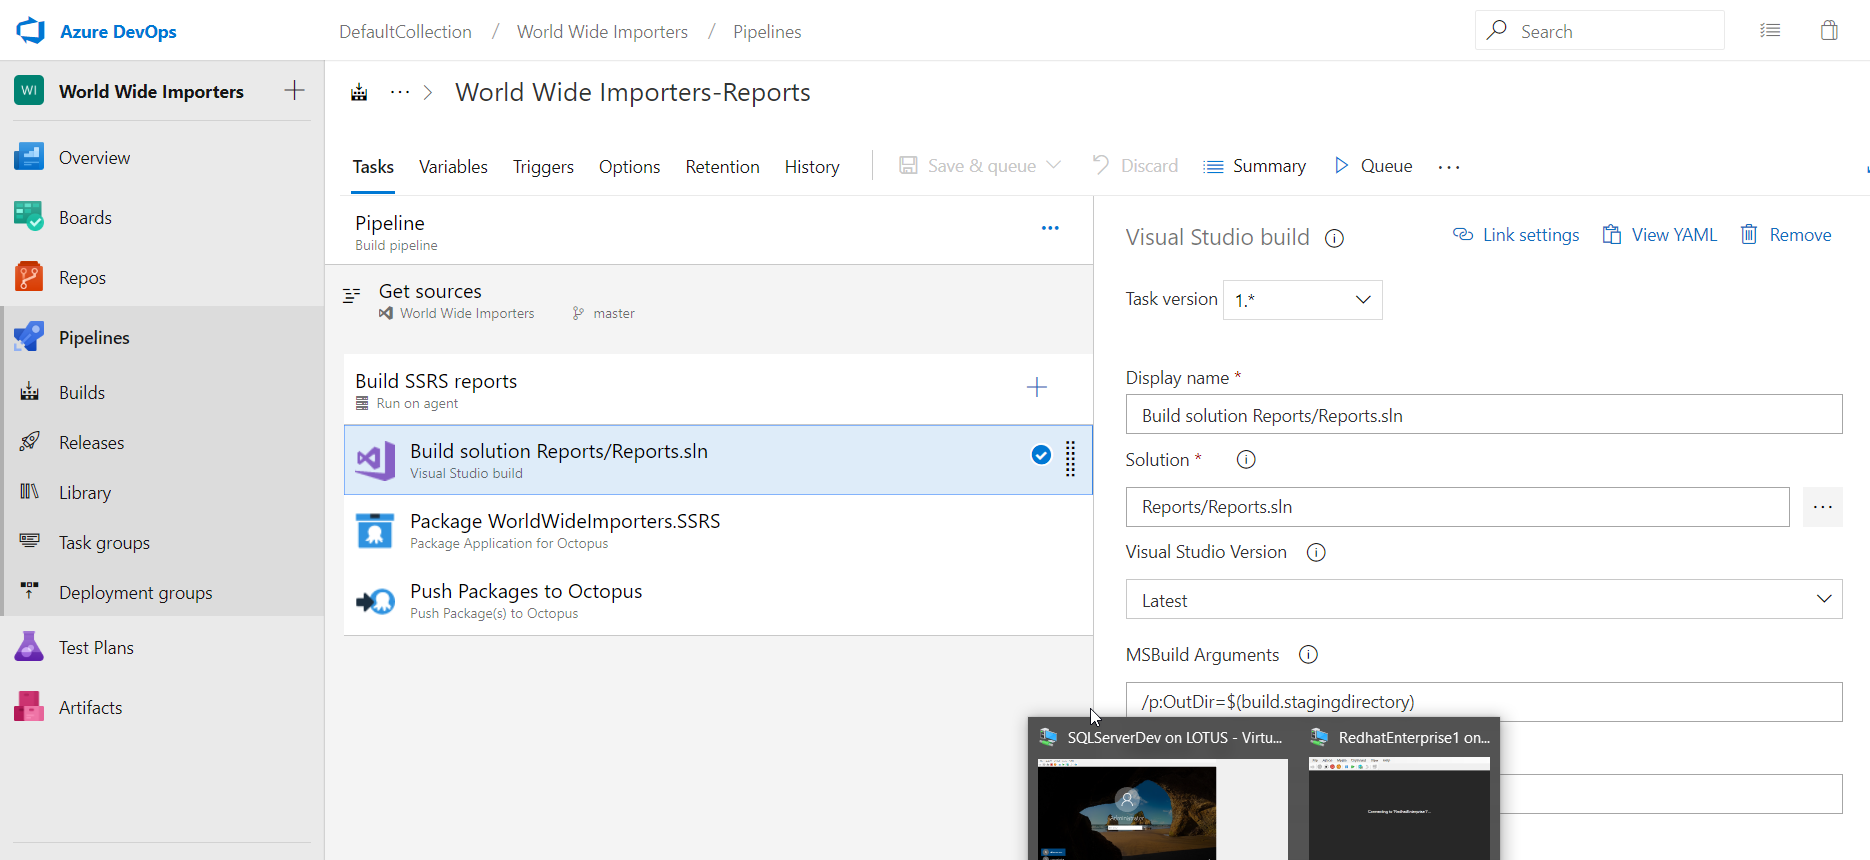 Azure DevOps
DefaultCollection / World Wide Importers / Pipelines
Search
WI World Wide Importers
Overview
Boards
Repos
Pipelines
Builds
Releases
Library
Task groups
Deployment groups
Test Plans
Artifacts
··· > World Wide Importers-Reports
Tasks Variables Triggers Options Retention History Save & queue Discard Summary Queue ···
Pipeline
Build pipeline
Get sources
World Wide Importers master
Build SSRS reports
Run on agent
Build solution Reports/Reports.sln
Visual Studio build
Package WorldWideImporters.SSRS
Package Application for Octopus
Push Packages to Octopus
Push Package(s) to Octopus
Visual Studio build Link settings View YAML Remove
Task version 1.*
Display name *
Build solution Reports/Reports.sln
Solution *
Reports/Reports.sln ...
Visual Studio Version
Latest
MSBuild Arguments
/p:OutDir=$(build.stagingdirectory)
SQLServerDev on LOTUS - Virtu... RedhatEnterprise1 on...
Administrator